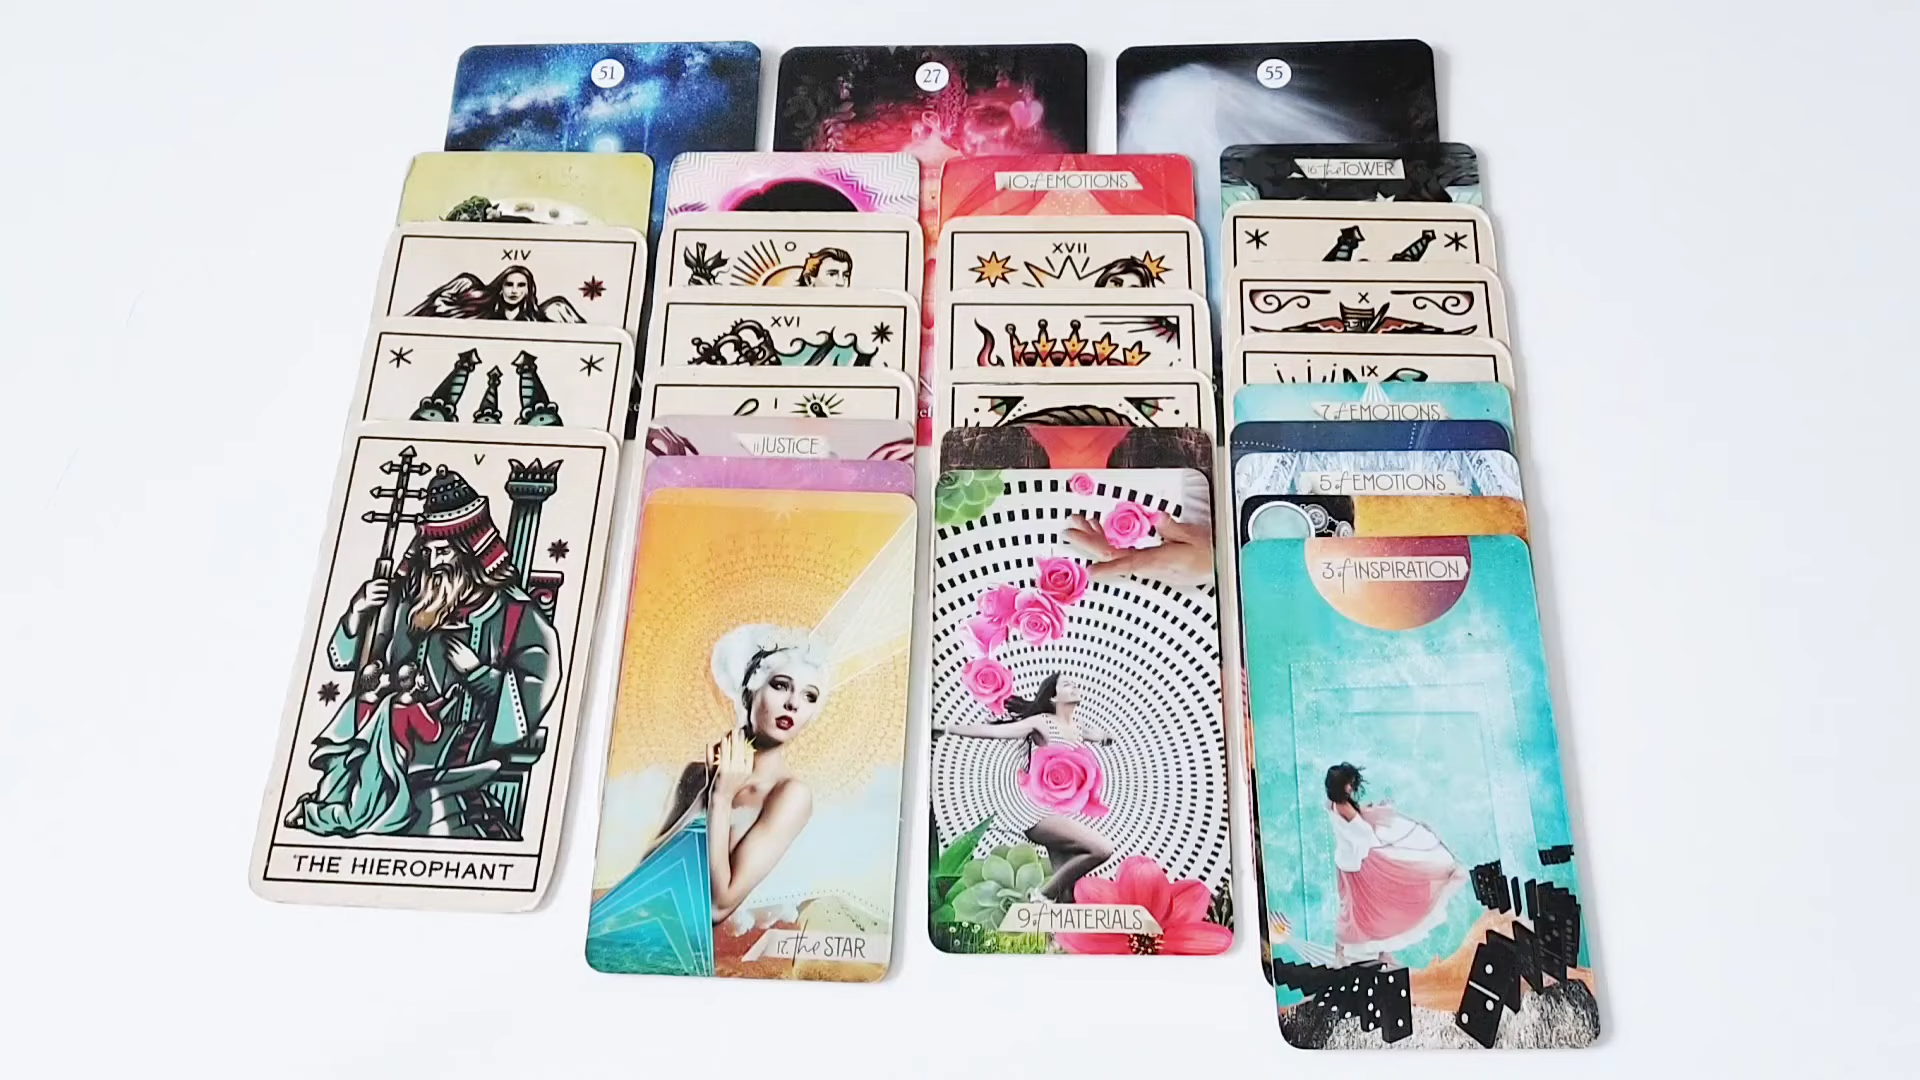 51
27
55
10 of EMOTIONS
16. the TOWER
XIV
O
XVII
XVI
X
IX
I
7 of EMOTIONS
11 JUSTICE
V
5 of EMOTIONS
3 of INSPIRATION
THE HIEROPHANT
9 of MATERIALS
17. the STAR